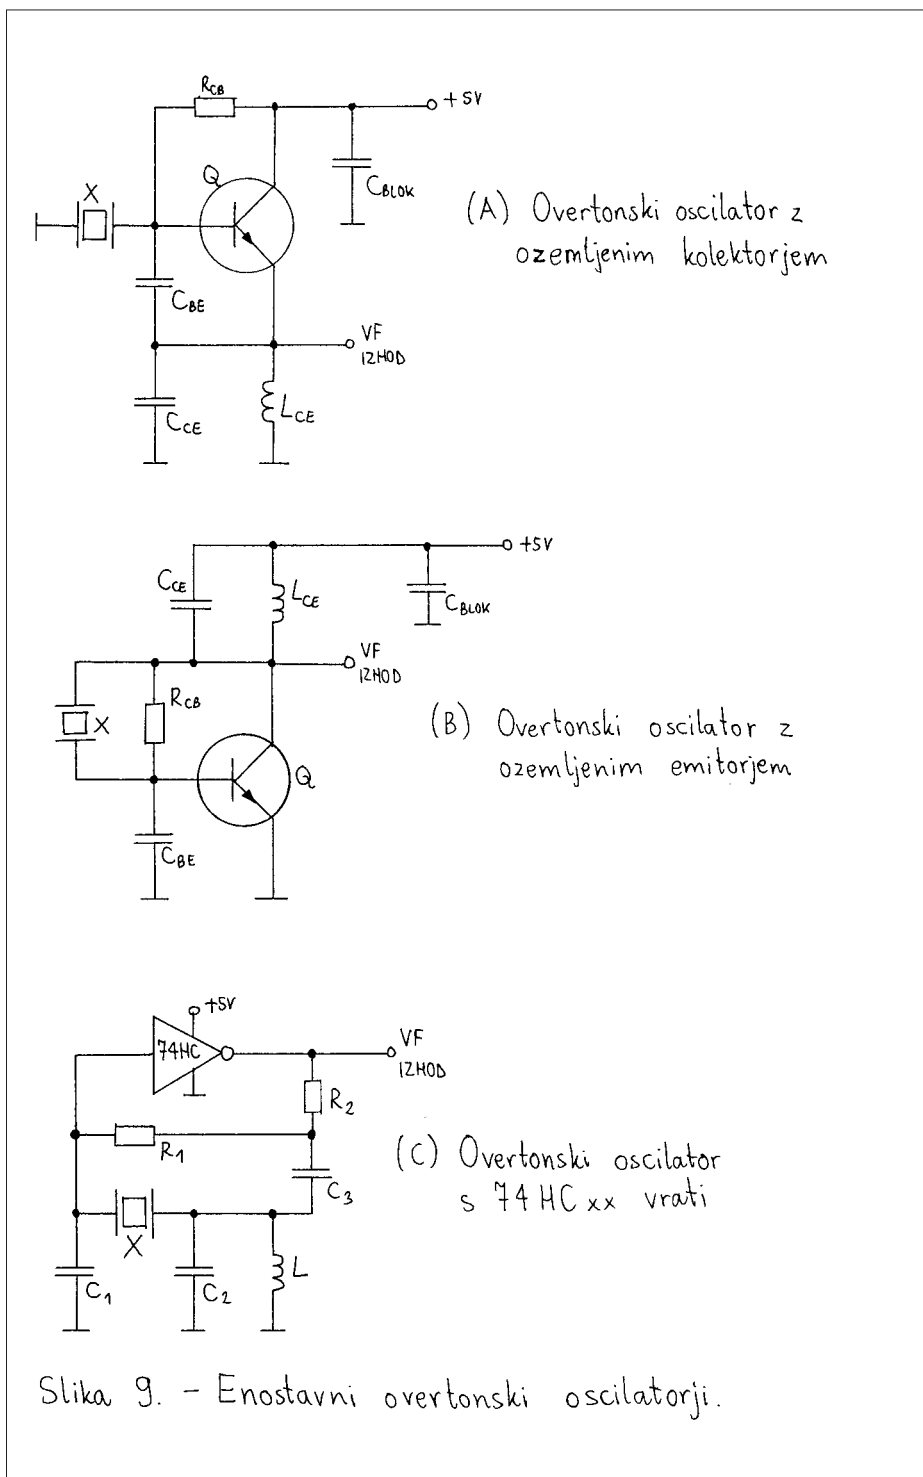 R_CB
+5V
Q
X
C_BLOK
(A) Overtonski oscilator z
ozemljenim kolektorjem
C_BE
VF
IZHOD
C_CE
L_CE
+5V
C_CE
L_CE
C_BLOK
VF
IZHOD
R_CB
X
(B) Overtonski oscilator z
ozemljenim emitorjem
Q
C_BE
+5V
74HC
VF
IZHOD
R_2
R_1
(C) Overtonski oscilator
s 74HCxx vrati
C_3
X
C_1
C_2
L
Slika 9. - Enostavni overtonski oscilatorji.